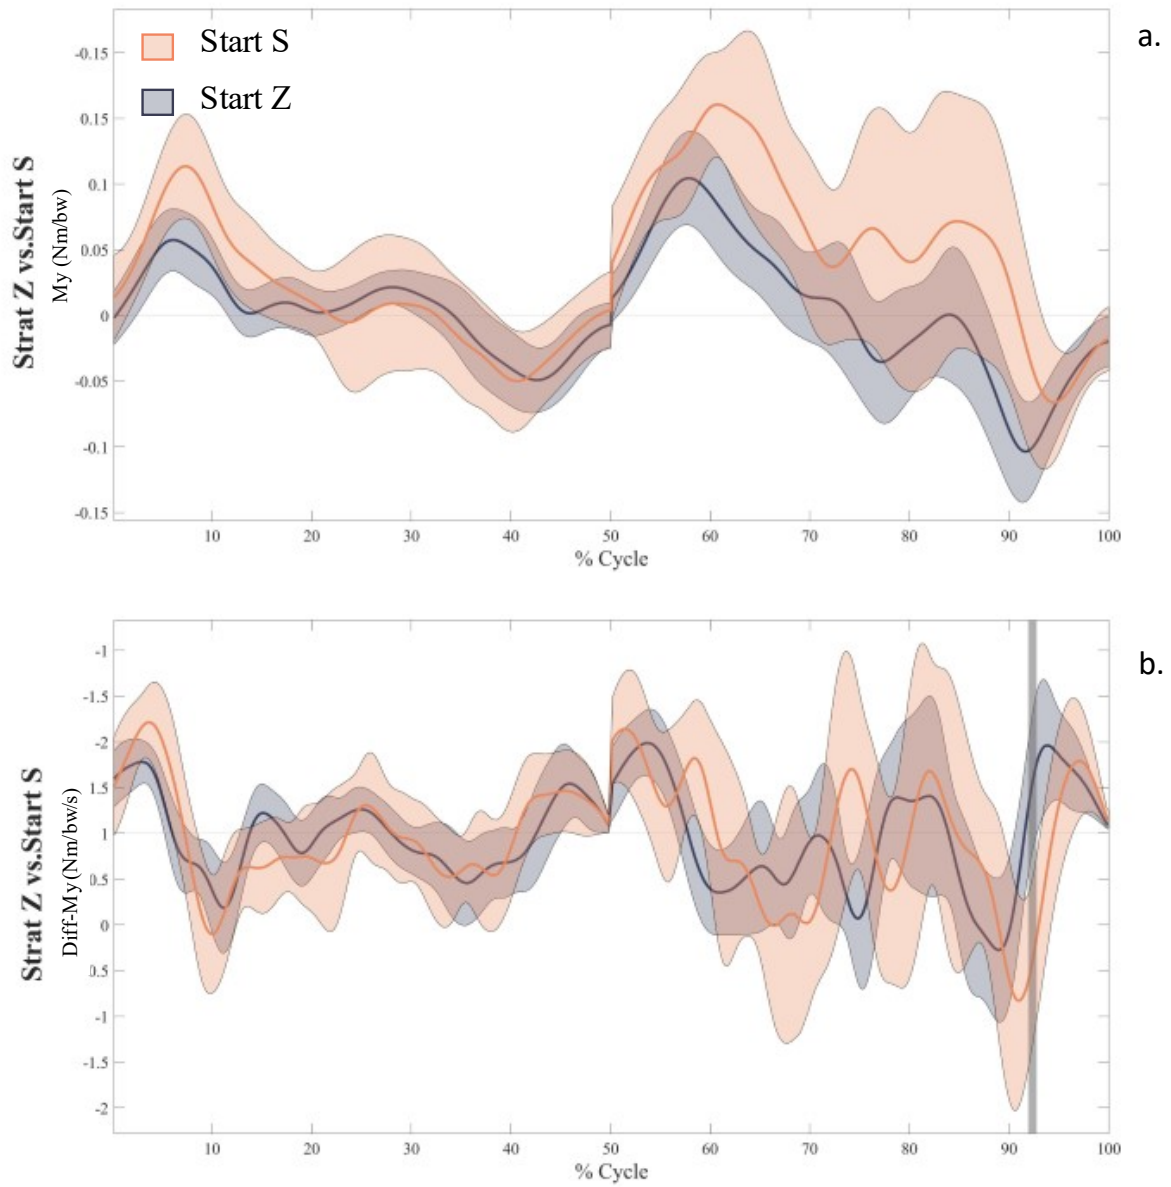 a.
Start S
Start Z
Strat Z vs.Start S
My (Nm/bw)
-0.15
0.15
0.1
0.05
0
-0.05
-0.1
-0.15
10 20 30 40 50 60 70 80 90 100
% Cycle
b.
Strat Z vs.Start S
Diff-My (Nm/bw/s)
-1
-1.5
-2
1.5
1
0.5
0
0.5
-1
-1.5
-2
10 20 30 40 50 60 70 80 90 100
% Cycle